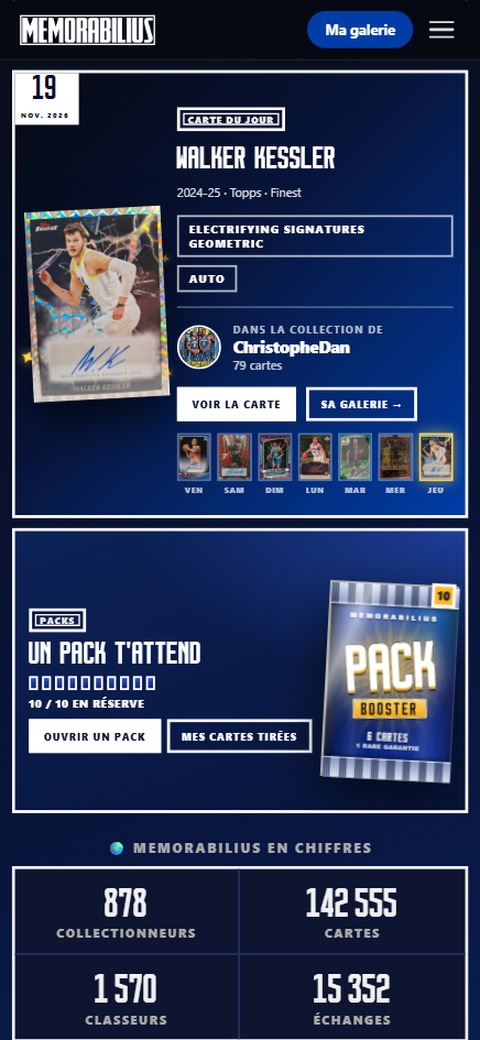 MEMORABILIUS
Ma galerie
19
NOV. 2026
CARTE DU JOUR
WALKER KESSLER
2024-25 · Topps · Finest
ELECTRIFYING SIGNATURES
GEOMETRIC
AUTO
Finest
WALKER KESSLER
DANS LA COLLECTION DE
ChristopheDan
79 cartes
VOIR LA CARTE
SA GALERIE →
VEN
SAM
DIM
LUN
MAR
MER
JEU
PACKS
UN PACK T'ATTEND
10 / 10 EN RÉSERVE
OUVRIR UN PACK
MES CARTES TIRÉES
10
MEMORABILIUS
PACK
BOOSTER
6 CARTES
1 RARE GARANTIE
MEMORABILIUS EN CHIFFRES
878
COLLECTIONNEURS
142 555
CARTES
1 570
CLASSEURS
15 352
ÉCHANGES